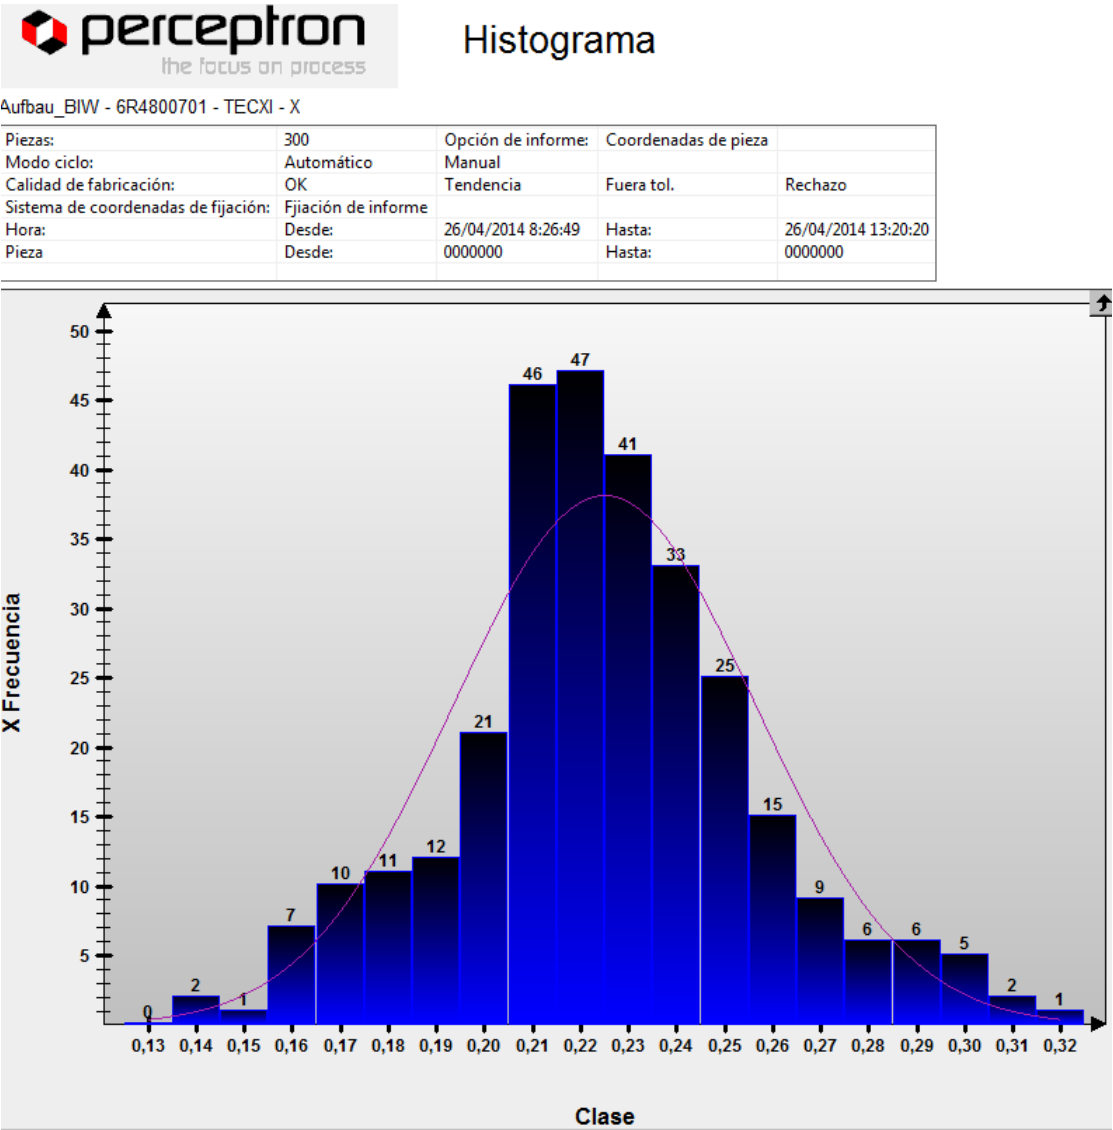 perceptron
the focus on process
Histograma
Aufbau_BIW - 6R4800701 - TECXI - X
Piezas: 300 Opción de informe: Coordenadas de pieza
Modo ciclo: Automático Manual
Calidad de fabricación: OK Tendencia Fuera tol. Rechazo
Sistema de coordenadas de fijación: Fjiación de informe
Hora: Desde: 26/04/2014 8:26:49 Hasta: 26/04/2014 13:20:20
Pieza Desde: 0000000 Hasta: 0000000
X Frecuencia
50
45
40
35
30
25
20
15
10
5
0 2 1 7 10 11 12 21 46 47 41 33 25 15 9 6 6 5 2 1
0,13 0,14 0,15 0,16 0,17 0,18 0,19 0,20 0,21 0,22 0,23 0,24 0,25 0,26 0,27 0,28 0,29 0,30 0,31 0,32
Clase